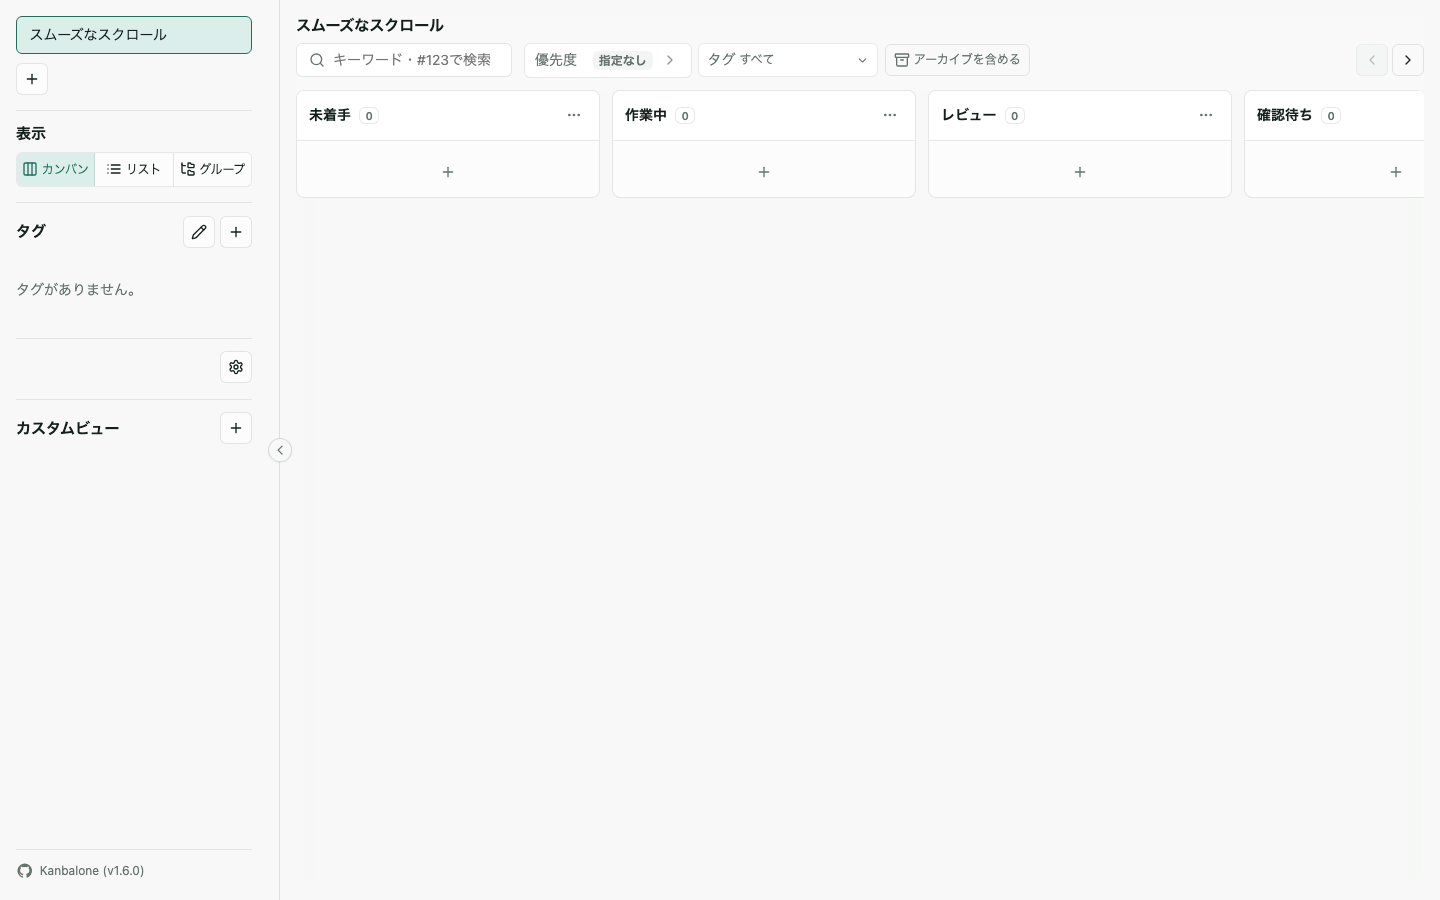 スムーズなスクロール
表示
カンバン
リスト
グループ
タグ
タグがありません。
カスタムビュー
Kanbalone (v1.6.0)
スムーズなスクロール
キーワード・#123で検索
優先度 指定なし
タグ すべて
アーカイブを含める
未着手 0
作業中 0
レビュー 0
確認待ち 0